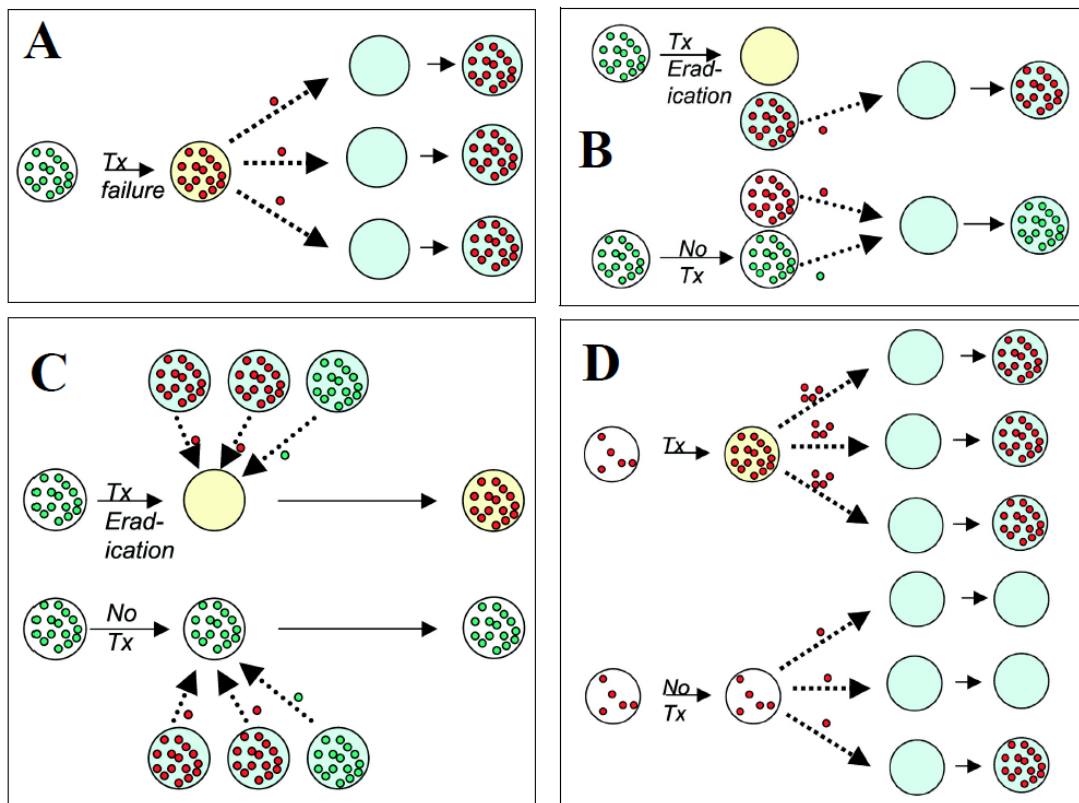 A
Tx
failure
Tx
Erad-
ication
B
No
Tx
C
Tx
Erad-
ication
No
Tx
D
Tx
No
Tx